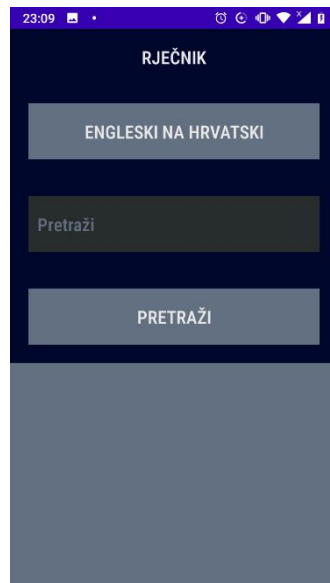 23:09
RJEČNIK
ENGLESKI NA HRVATSKI
Pretraži
PRETRAŽI